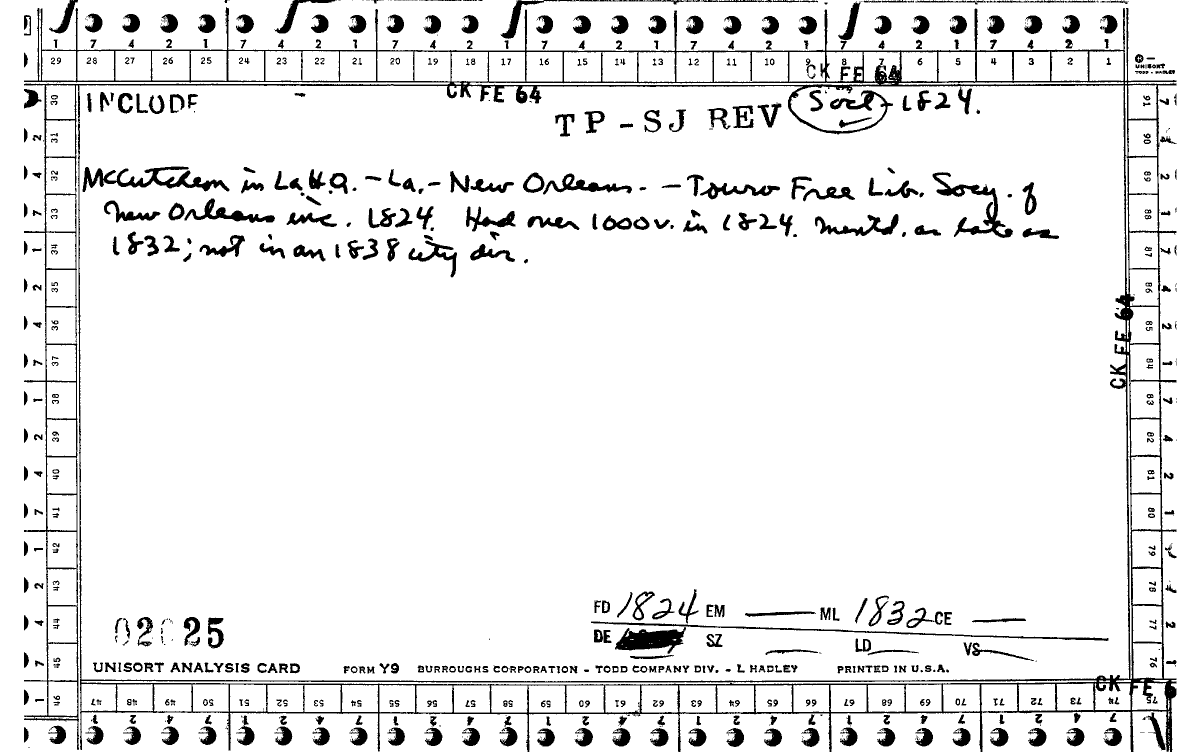 7 4 2 1 7 4 2 1 7 4 2 1 7 4 2 1 7 4 2 1 7 4 2 1 7 4 2 1
29 28 27 26 25 24 23 22 21 20 19 18 17 16 15 14 13 12 11 10 9 8 7 6 5 4 3 2 1
UNISORT
TODD - HADLEY
CK FE 64
CK FE 64
INCLUDE
TP-SJ REV
Socl - 1824.
McCutcheon in La.H.Q. - La. - New Orleans. - Touro Free Lib. Socy. of
New Orleans inc. 1824. Had over 1000 v. in 1824. Mentd. as late as
1832; not in an 1838 city dir.
30 31 32 33 34 35 36 37 38 39 40 41 42 43 44 45 46
91 90 89 88 87 86 85 84 83 82 81 80 79 78 77 76 75
CK FE 64
FD 1824 EM ML 1832 CE
DE SZ LD VS
UNISORT ANALYSIS CARD FORM Y9 BURROUGHS CORPORATION - TODD COMPANY DIV. - L HADLEY PRINTED IN U.S.A.
CK FE 6
47 48 49 50 51 52 53 54 55 56 57 58 59 60 61 62 63 64 65 66 67 68 69 70 71 72 73 74